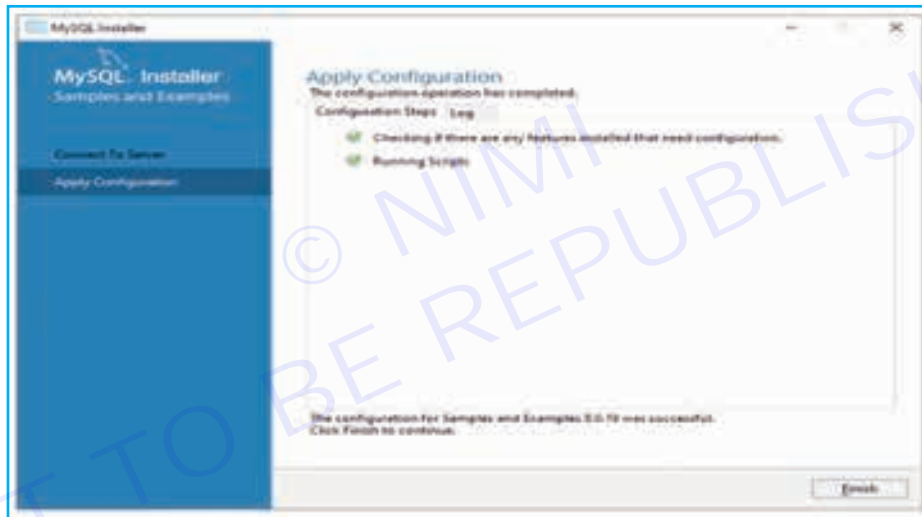 MySQL Installer
MySQL. Installer
Samples and Examples
Connect To Server
Apply Configuration
Apply Configuration
The configuration operation has completed.
Configuration Steps Log
Checking if there are any features installed that need configuration.
Running Scripts
The configuration for Samples and Examples 8.0.19 was successful.
Click Finish to continue.
Finish
© NIMI
T TO BE REPUBLISH